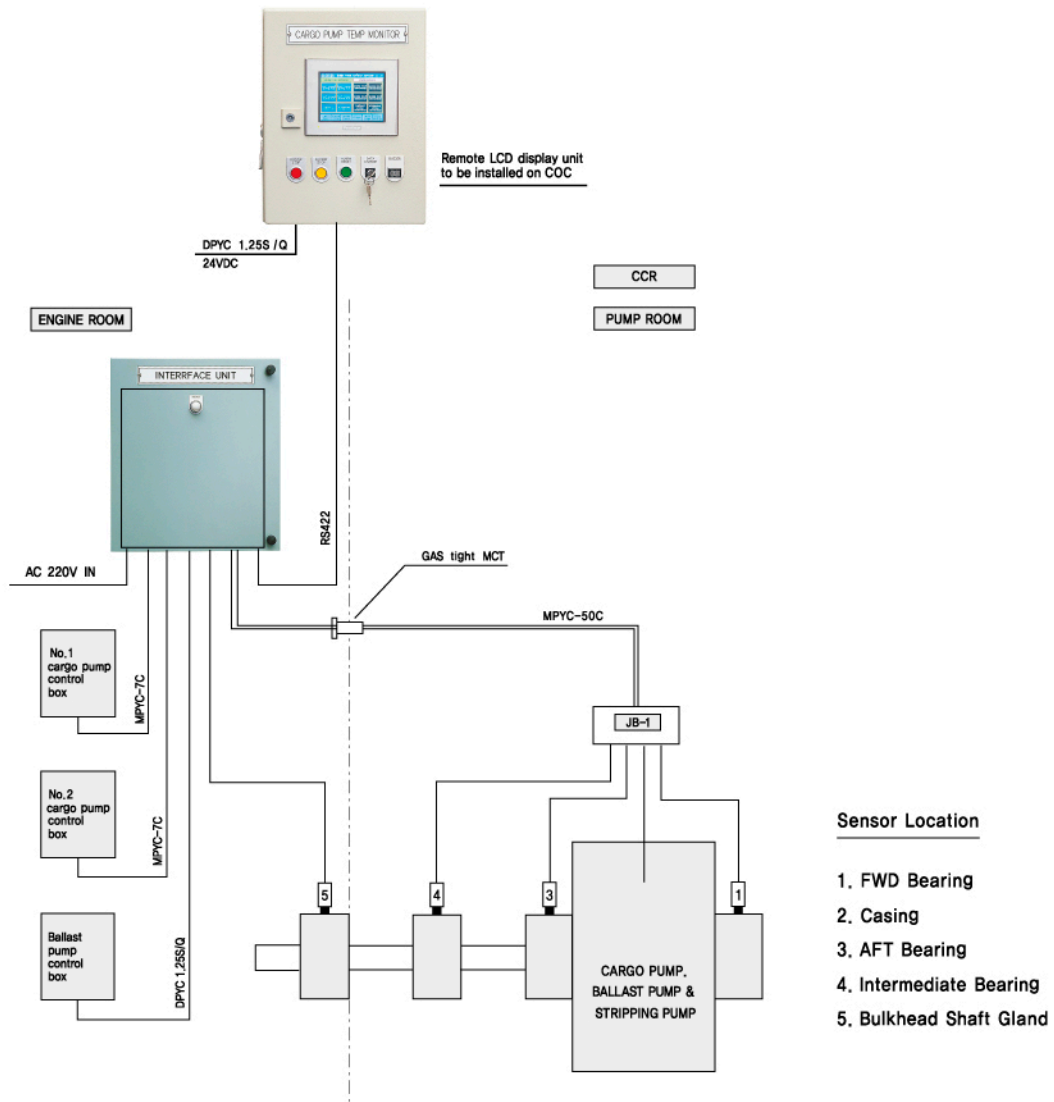 CARGO PUMP TEMP MONITOR
Remote LCD display unit
to be installed on COC
DPYC 1.25S/Q
24VDC
CCR
ENGINE ROOM
PUMP ROOM
INTERRFACE UNIT
RS422
GAS tight MCT
AC 220V IN
MPYC-50C
No.1
cargo pump
control
box
MPYC-7C
JB-1
No.2
cargo pump
control
box
MPYC-7C
Ballast
pump
control
box
DPYC 1.25S/Q
5
4
3
1
CARGO PUMP.
BALLAST PUMP &
STRIPPING PUMP
Sensor Location
1. FWD Bearing
2. Casing
3. AFT Bearing
4. Intermediate Bearing
5. Bulkhead Shaft Gland